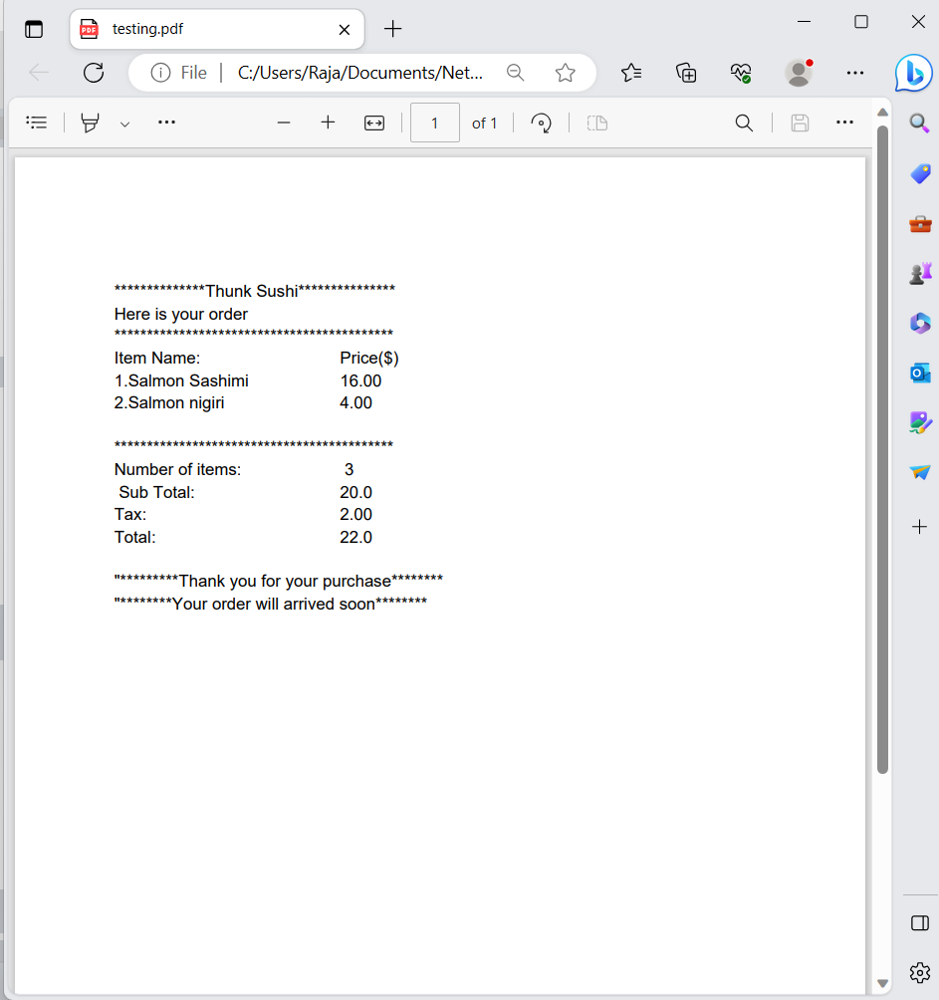 testing.pdf
File
C:/Users/Raja/Documents/Net...
1 of 1
**************Thunk Sushi***************
Here is your order
*******************************************
Item Name: Price($)
1.Salmon Sashimi 16.00
2.Salmon nigiri 4.00
*******************************************
Number of items: 3
Sub Total: 20.0
Tax: 2.00
Total: 22.0
"*********Thank you for your purchase********
"********Your order will arrived soon********